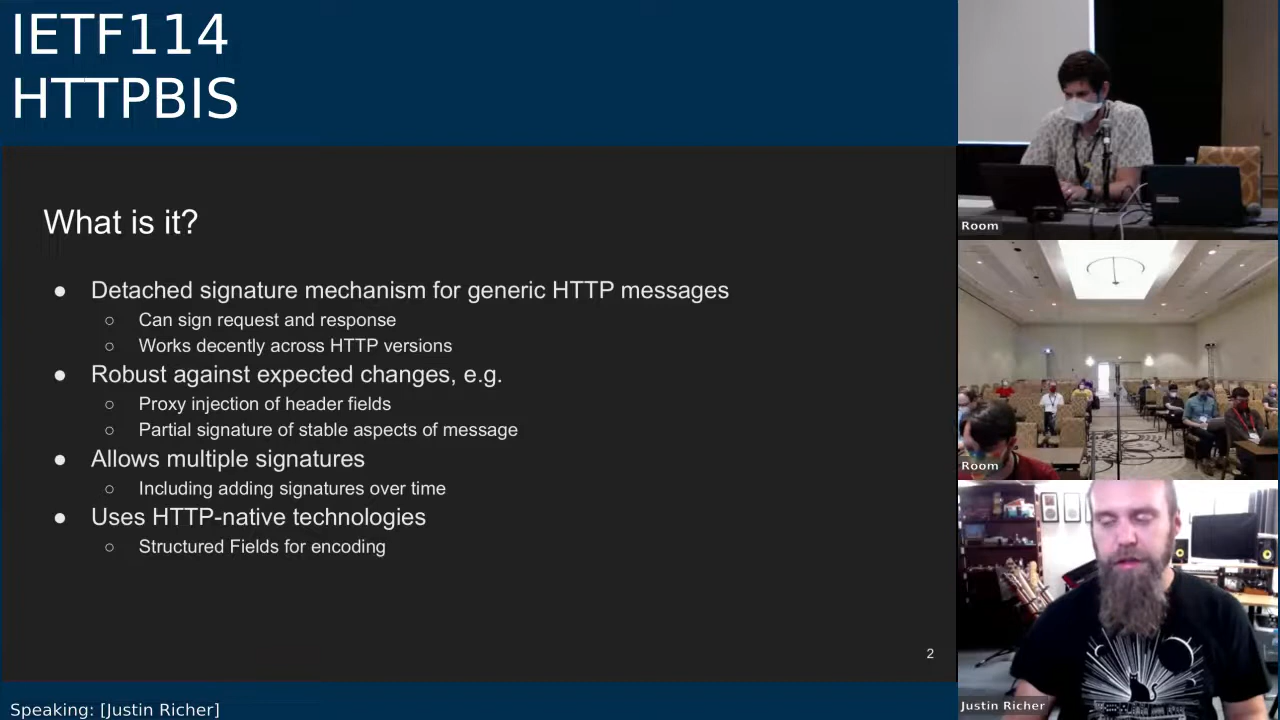 IETF114
HTTPBIS
What is it?
● Detached signature mechanism for generic HTTP messages
○ Can sign request and response
○ Works decently across HTTP versions
● Robust against expected changes, e.g.
○ Proxy injection of header fields
○ Partial signature of stable aspects of message
● Allows multiple signatures
○ Including adding signatures over time
● Uses HTTP-native technologies
○ Structured Fields for encoding
2
Speaking: [Justin Richer]
Room
Room
Justin Richer